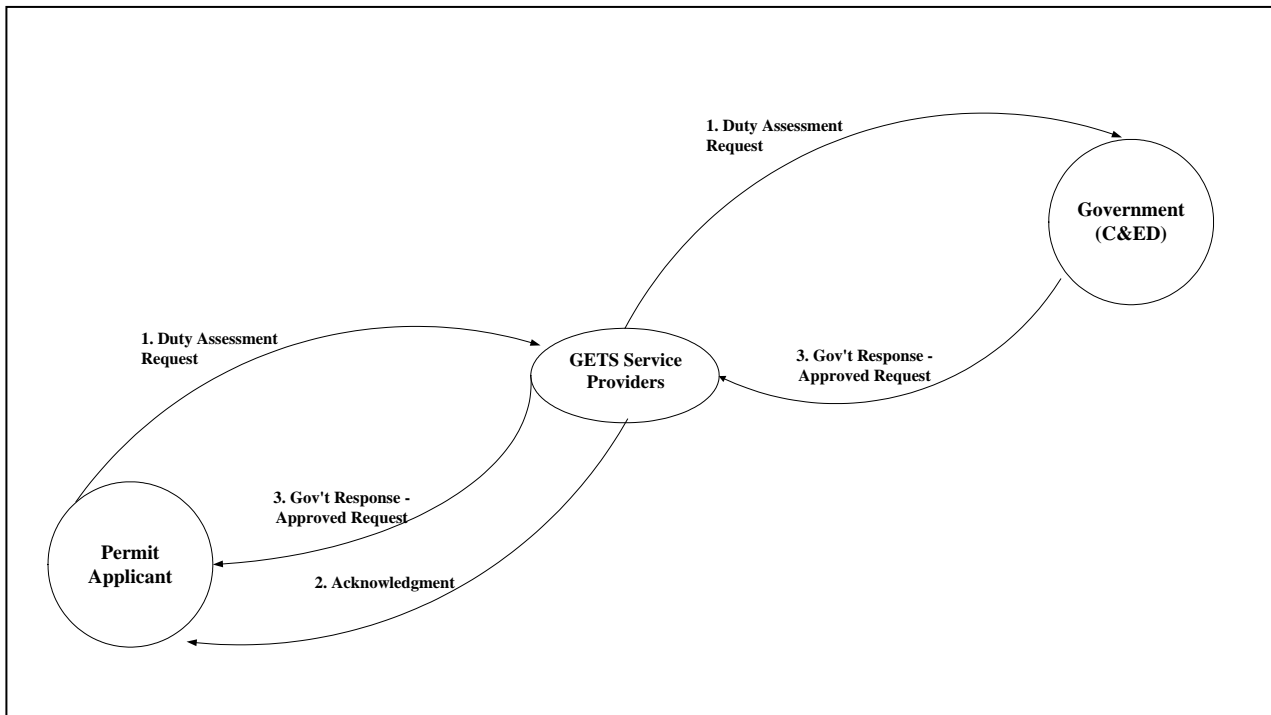 1. Duty Assessment
Request
Government
(C&ED)
1. Duty Assessment
Request
GETS Service
Providers
3. Gov't Response -
Approved Request
3. Gov't Response -
Approved Request
Permit
Applicant
2. Acknowledgment